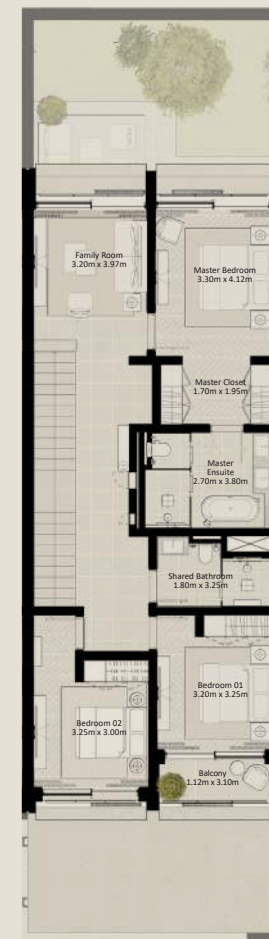 Family Room
3.20m x 3.97m
Master Bedroom
3.30m x 4.12m
Master Closet
1.70m x 1.95m
Master
Ensuite
2.70m x 3.80m
Shared Bathroom
1.80m x 3.25m
Bedroom 01
3.20m x 3.25m
Bedroom 02
3.25m x 3.00m
Balcony
1.12m x 3.10m